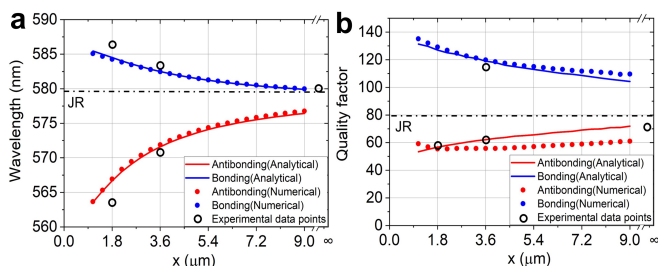 a
Wavelength (nm)
590
585
580
575
570
565
560
JR
Antibonding(Analytical)
Bonding(Analytical)
Antibonding(Numerical)
Bonding(Numerical)
Experimental data points
0.0 1.8 3.6 5.4 7.2 9.0 ∞
x (μm)
b
Quality factor
140
120
100
80
60
40
20
0
JR
Antibonding(Analytical)
Bonding(Analytical)
Antibonding(Numerical)
Bonding(Numerical)
Experimental data points
0.0 1.8 3.6 5.4 7.2 9.0 ∞
x (μm)